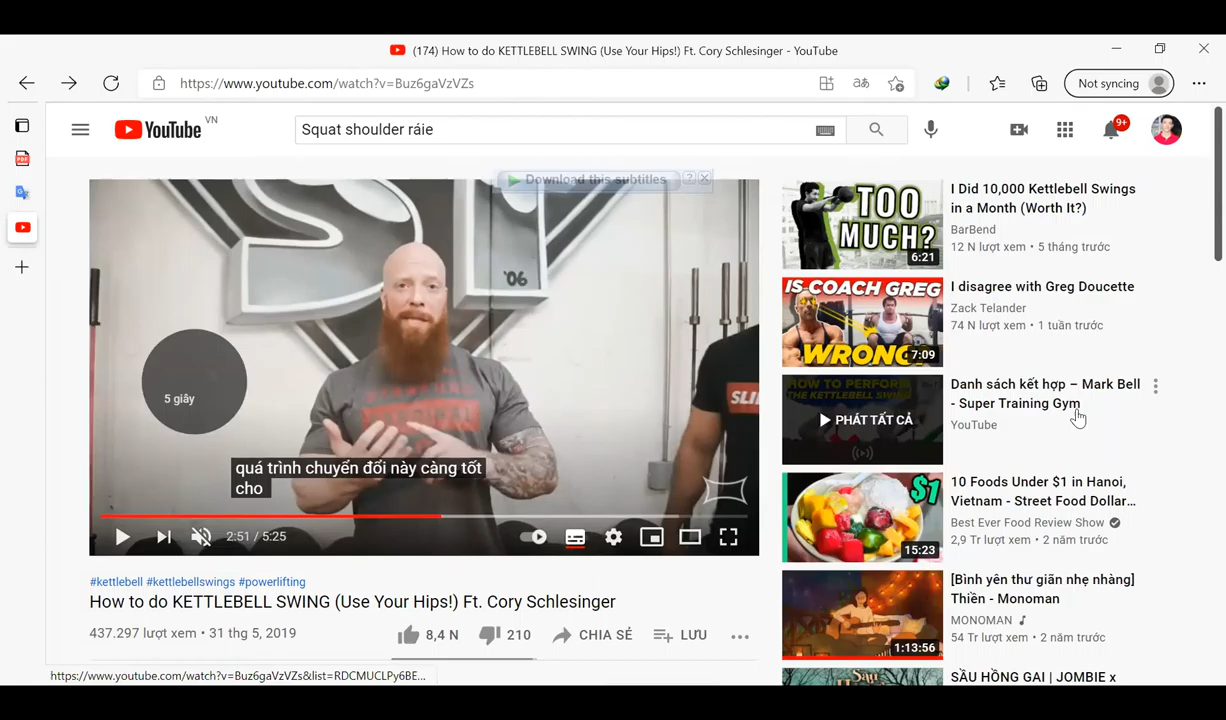 (174) How to do KETTLEBELL SWING (Use Your Hips!) Ft. Cory Schlesinger - YouTube
https://www.youtube.com/watch?v=Buz6gaVzVZs
Not syncing
YouTube VN
Squat shoulder ráie
9+
Download this subtitles
'06
SLI
5 giây
quá trình chuyển đổi này càng tốt
cho
2:51 / 5:25
#kettlebell #kettlebellswings #powerlifting
How to do KETTLEBELL SWING (Use Your Hips!) Ft. Cory Schlesinger
437.297 lượt xem • 31 thg 5, 2019
8,4 N
210
CHIA SẺ
LƯU
https://www.youtube.com/watch?v=Buz6gaVzVZs&list=RDCMUCLPy6BE...
TOO
MUCH?
6:21
I Did 10,000 Kettlebell Swings
in a Month (Worth It?)
BarBend
12 N lượt xem • 5 tháng trước
IS COACH GREG
WRONG
7:09
I disagree with Greg Doucette
Zack Telander
74 N lượt xem • 1 tuần trước
HOW TO PERFORM
THE KETTLEBELL SWING
PHÁT TẤT CẢ
Danh sách kết hợp – Mark Bell
- Super Training Gym
YouTube
$1
15:23
10 Foods Under $1 in Hanoi,
Vietnam - Street Food Dollar...
Best Ever Food Review Show
2,9 Tr lượt xem • 2 năm trước
1:13:56
[Bình yên thư giãn nhẹ nhàng]
Thiền - Monoman
MONOMAN
54 Tr lượt xem • 2 năm trước
Sầu
SẦU HỒNG GAI | JOMBIE x